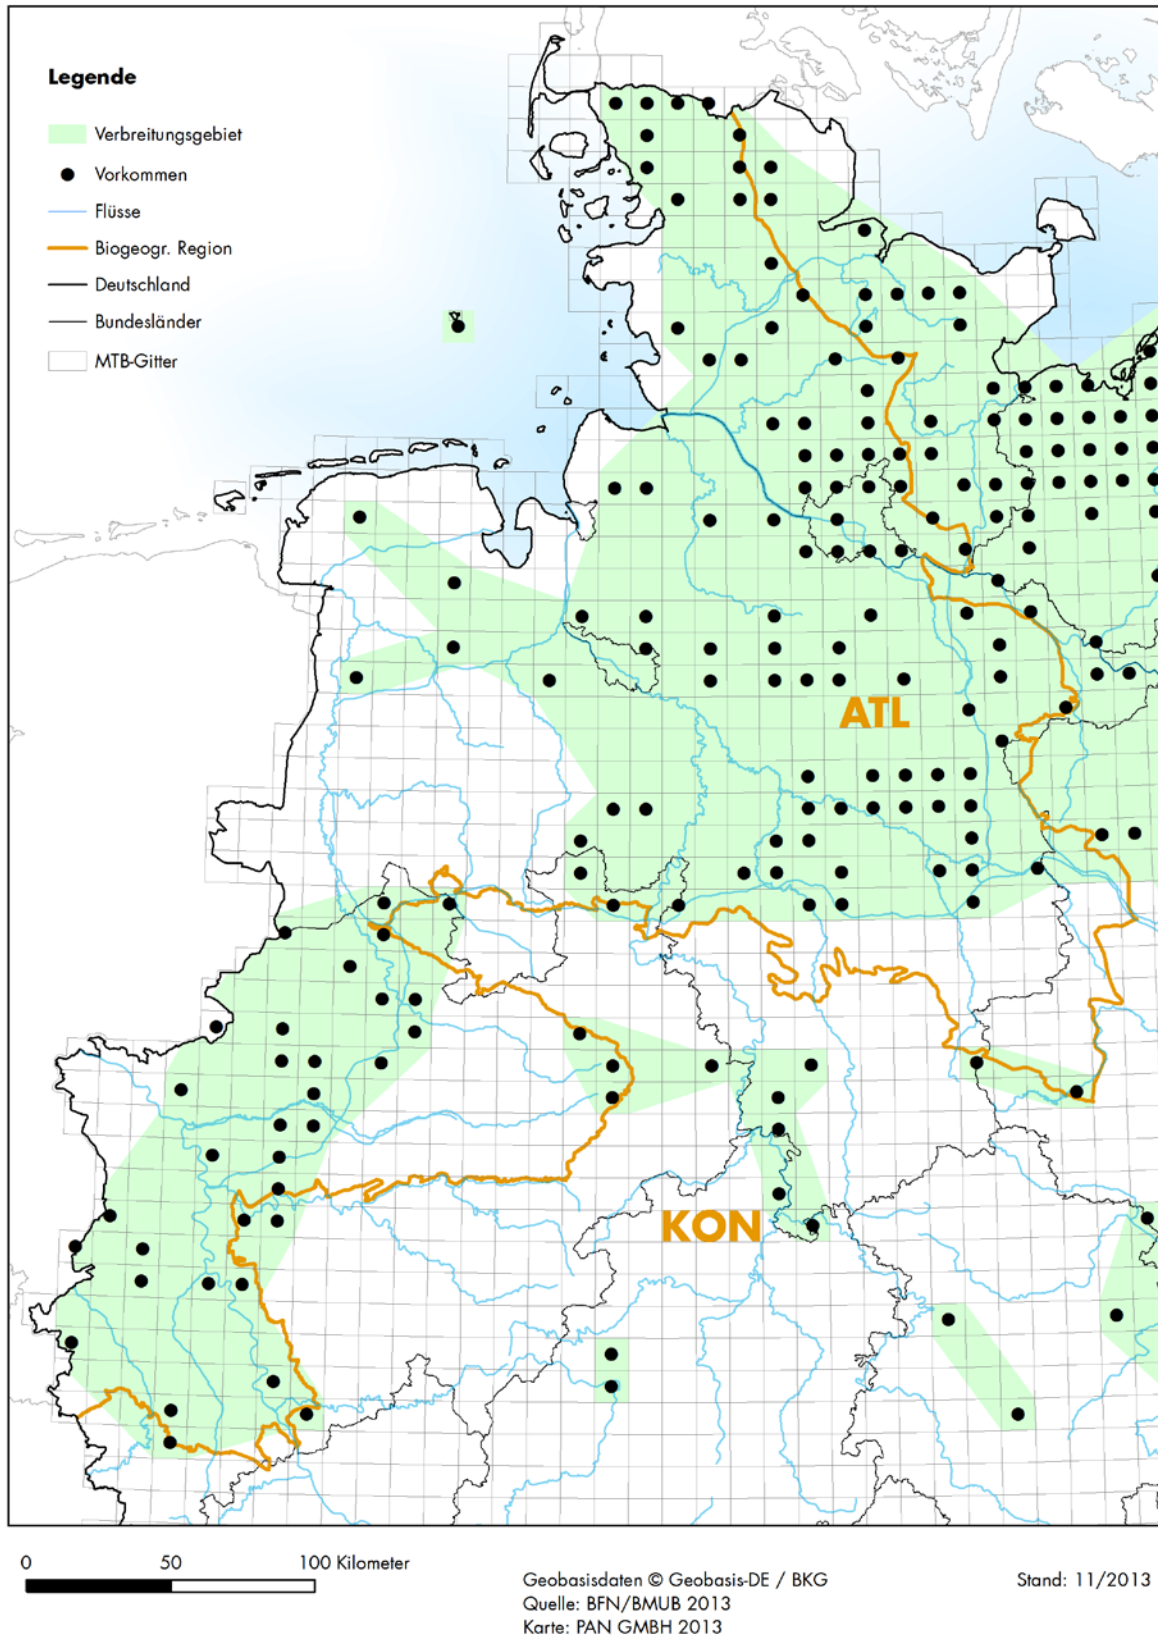 Legende
Verbreitungsgebiet
Vorkommen
Flüsse
Biogeogr. Region
Deutschland
Bundesländer
MTB-Gitter
ATL
KON
0 50 100 Kilometer
Geobasisdaten © Geobasis-DE / BKG
Quelle: BFN/BMUB 2013
Karte: PAN GMBH 2013
Stand: 11/2013